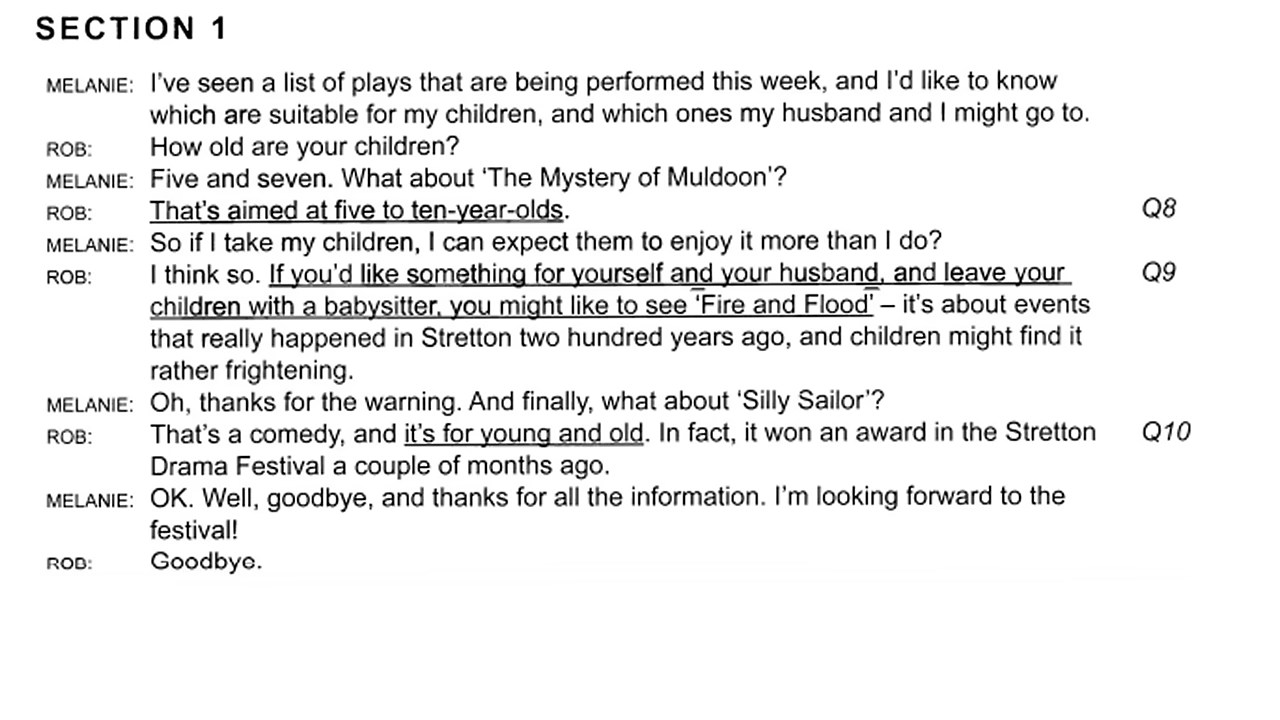 SECTION 1
MELANIE: I've seen a list of plays that are being performed this week, and I'd like to know
which are suitable for my children, and which ones my husband and I might go to.
ROB: How old are your children?
MELANIE: Five and seven. What about 'The Mystery of Muldoon'?
ROB: That's aimed at five to ten-year-olds. Q8
MELANIE: So if I take my children, I can expect them to enjoy it more than I do?
ROB: I think so. If you'd like something for yourself and your husband, and leave your Q9
children with a babysitter, you might like to see 'Fire and Flood' – it's about events
that really happened in Stretton two hundred years ago, and children might find it
rather frightening.
MELANIE: Oh, thanks for the warning. And finally, what about 'Silly Sailor'?
ROB: That's a comedy, and it's for young and old. In fact, it won an award in the Stretton Q10
Drama Festival a couple of months ago.
MELANIE: OK. Well, goodbye, and thanks for all the information. I'm looking forward to the
festival!
ROB: Goodbye.